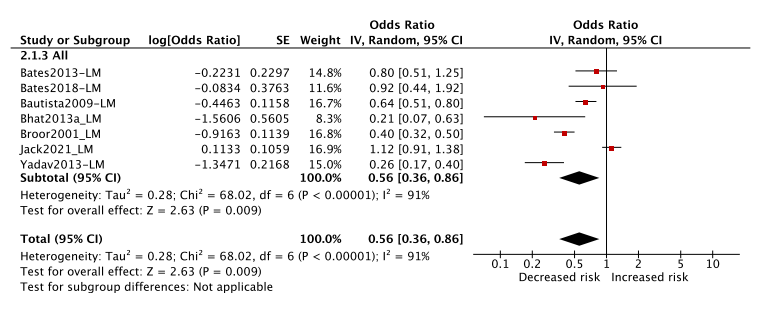 Odds Ratio Odds Ratio
Study or Subgroup log[Odds Ratio] SE Weight IV, Random, 95% CI IV, Random, 95% CI
2.1.3 All
Bates2013-LM −0.2231 0.2297 14.8% 0.80 [0.51, 1.25]
Bates2018-LM −0.0834 0.3763 11.6% 0.92 [0.44, 1.92]
Bautista2009-LM −0.4463 0.1158 16.7% 0.64 [0.51, 0.80]
Bhat2013a_LM −1.5606 0.5605 8.3% 0.21 [0.07, 0.63]
Broor2001_LM −0.9163 0.1139 16.8% 0.40 [0.32, 0.50]
Jack2021_LM 0.1133 0.1059 16.9% 1.12 [0.91, 1.38]
Yadav2013-LM −1.3471 0.2168 15.0% 0.26 [0.17, 0.40]
Subtotal (95% CI) 100.0% 0.56 [0.36, 0.86]
Heterogeneity: Tau² = 0.28; Chi² = 68.02, df = 6 (P < 0.00001); I² = 91%
Test for overall effect: Z = 2.63 (P = 0.009)
Total (95% CI) 100.0% 0.56 [0.36, 0.86]
Heterogeneity: Tau² = 0.28; Chi² = 68.02, df = 6 (P < 0.00001); I² = 91%
Test for overall effect: Z = 2.63 (P = 0.009)
Test for subgroup differences: Not applicable
0.1 0.2 0.5 1 2 5 10
Decreased risk Increased risk